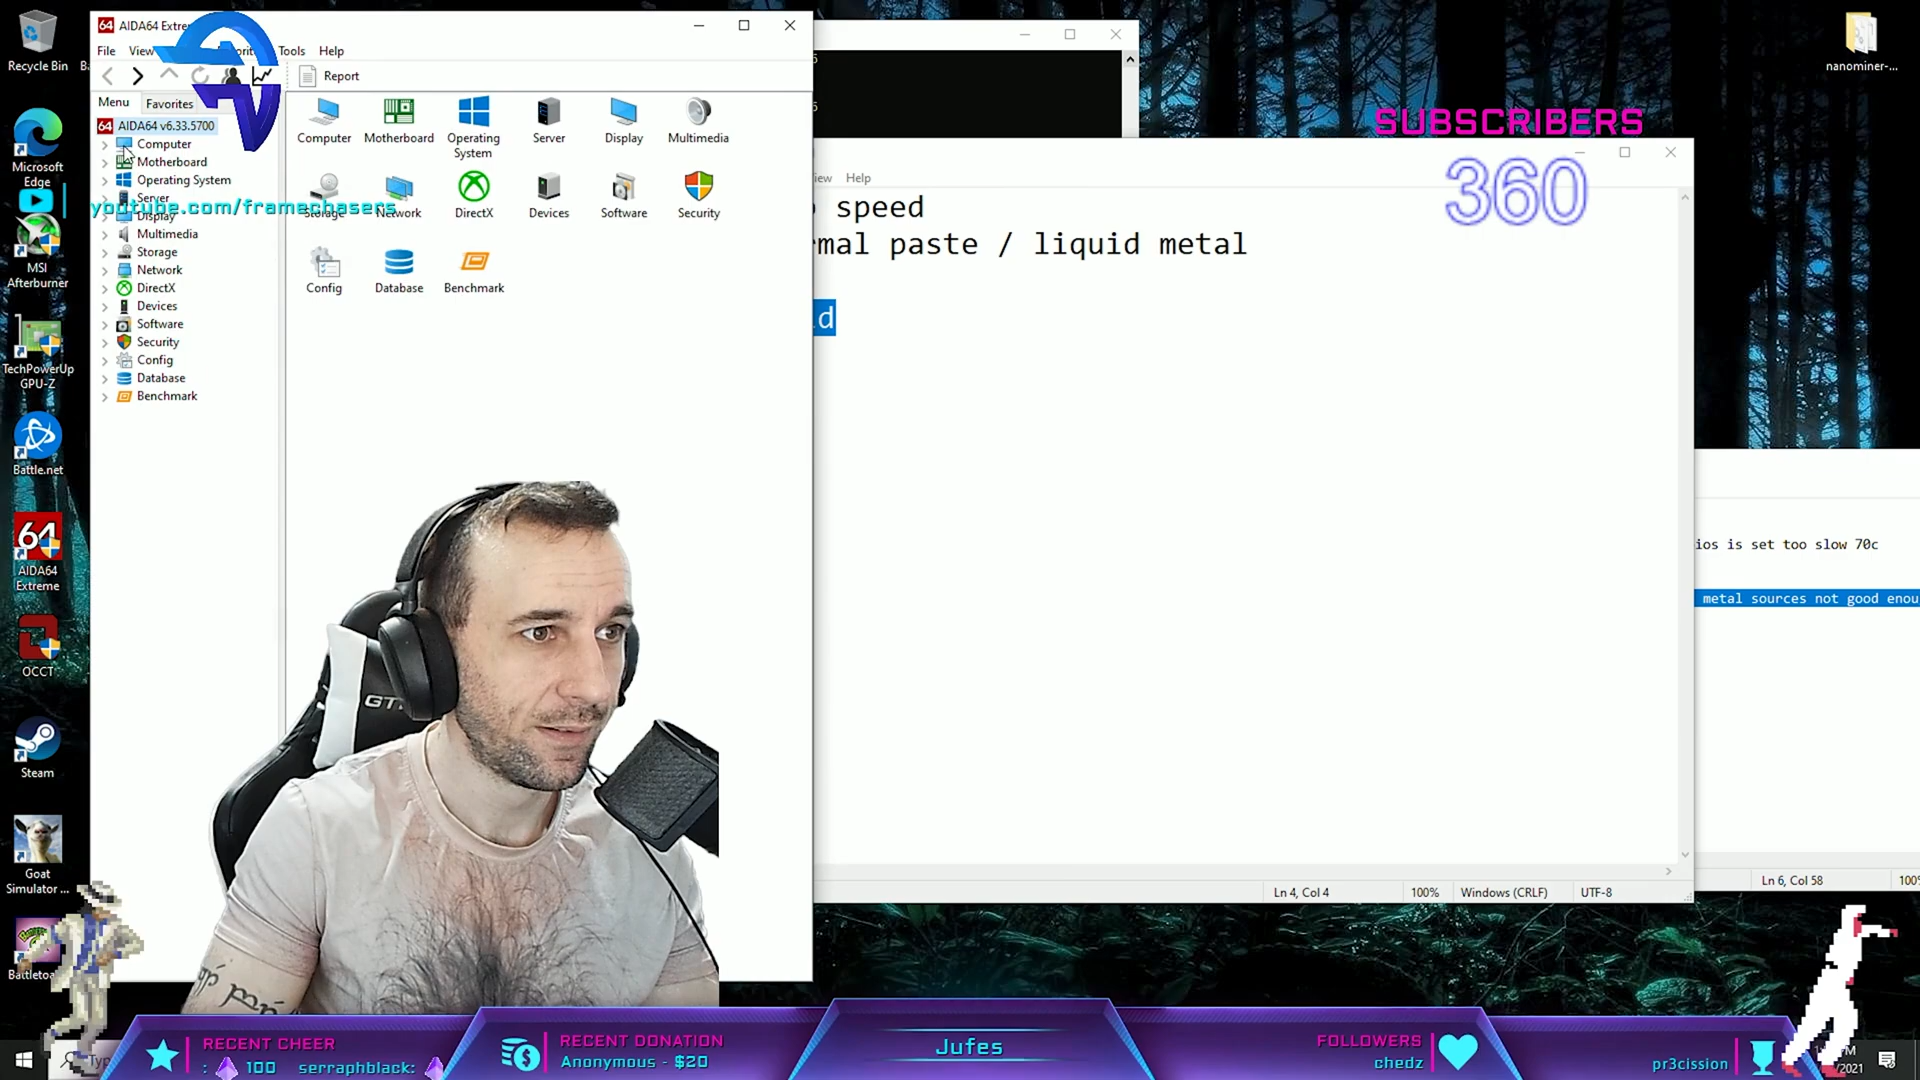 Recycle Bin
Microsoft
Edge
MSI
Afterburner
TechPowerUp
GPU-Z
Battle.net
64
AIDA64
Extreme
OCCT
Steam
Goat
Simulator ...
64 AIDA64
File View Tools Help
Report
Menu Favorites
64 AIDA64 v6.33.5700
Computer
Motherboard
Operating System
Server
Display
Multimedia
Storage
Network
DirectX
Devices
Software
Security
Config
Database
Benchmark
youtube.com/framechasers
Computer Motherboard Operating System Server Display Multimedia
Storage Network DirectX Devices Software Security
Config Database Benchmark
Help
speed
paste / liquid metal
Ln 4, Col 4 100% Windows (CRLF) UTF-8
SUBSCRIBERS
360
nanominer-...
is set too slow 70c
metal sources not good
Ln 6, Col 58
RECENT CHEER
: 100 serraphblack:
RECENT DONATION
Anonymous - $20
Jufes
FOLLOWERS
chedz
pr3cission